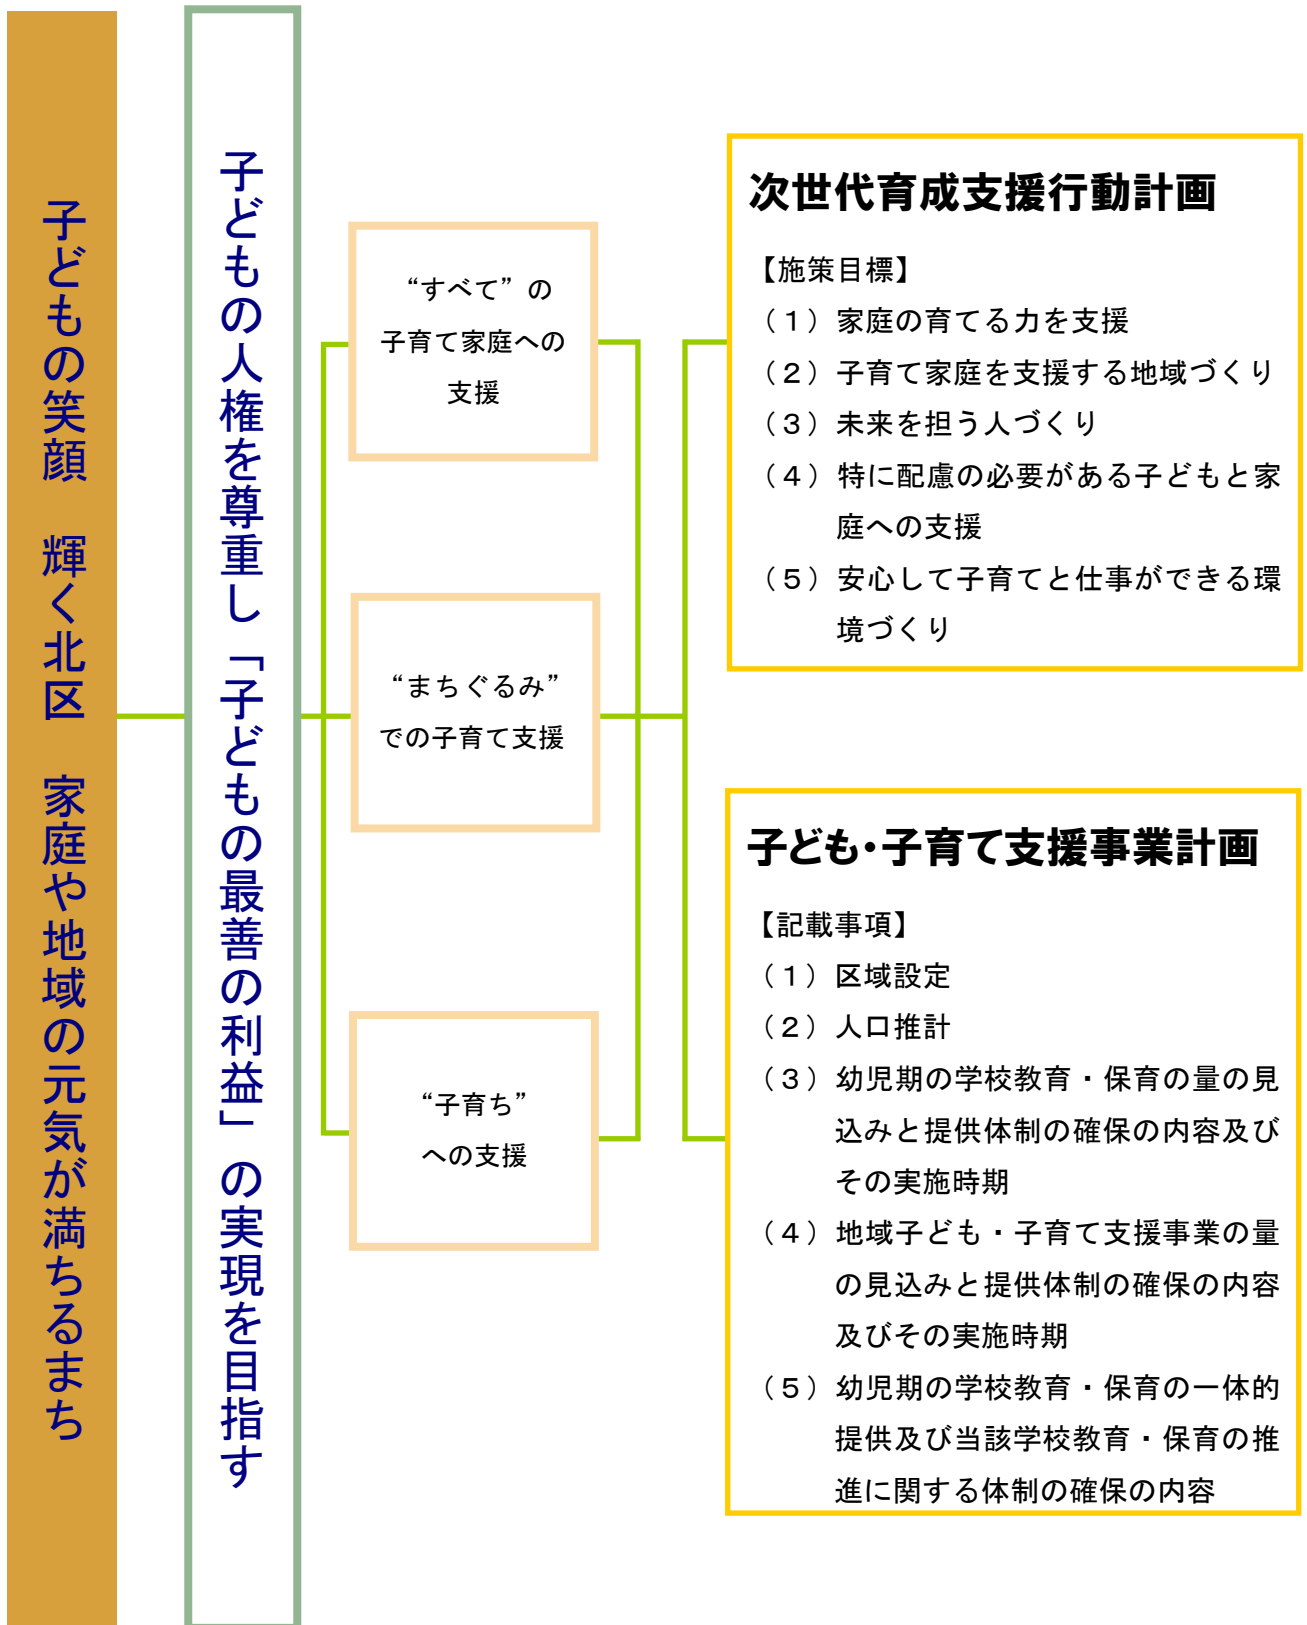 子どもの笑顔　輝く北区　家庭や地域の元気が満ちるまち
子どもの人権を尊重し「子どもの最善の利益」の実現を目指す
“すべて”の
子育て家庭への
支援
“まちぐるみ”
での子育て支援
“子育ち”
への支援
次世代育成支援行動計画
【施策目標】
（１）家庭の育てる力を支援
（２）子育て家庭を支援する地域づくり
（３）未来を担う人づくり
（４）特に配慮の必要がある子どもと家
庭への支援
（５）安心して子育てと仕事ができる環
境づくり
子ども・子育て支援事業計画
【記載事項】
（１）区域設定
（２）人口推計
（３）幼児期の学校教育・保育の量の見
込みと提供体制の確保の内容及び
その実施時期
（４）地域子ども・子育て支援事業の量
の見込みと提供体制の確保の内容
及びその実施時期
（５）幼児期の学校教育・保育の一体的
提供及び当該学校教育・保育の推
進に関する体制の確保の内容